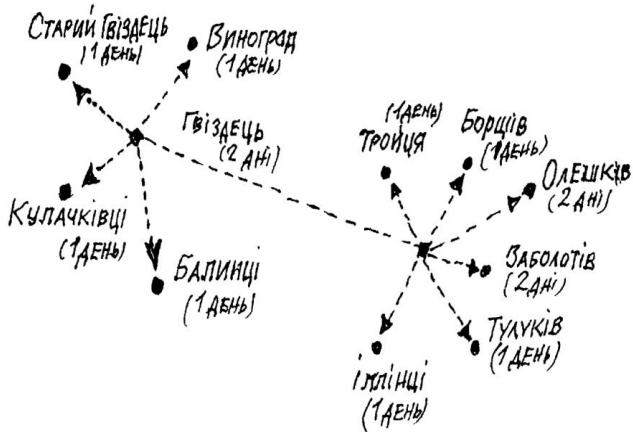 СТАРИЙ ГВІЗДЕЦЬ
(1 ДЕНЬ)
ВИНОГРАД
(1 ДЕНЬ)
ГВІЗДЕЦЬ
(2 ДНІ)
КУЛАЧКІВЦІ
(1 ДЕНЬ)
БАЛИНЦІ
(1 ДЕНЬ)
(1 ДЕНЬ)
ТРОЙЦЯ
БОРЩІВ
(1 ДЕНЬ)
ОЛЕШКІВ
(2 ДНІ)
ЗАБОЛОТІВ
(2 ДНІ)
ТУЛУКІВ
(1 ДЕНЬ)
ІЛЛІНЦІ
(1 ДЕНЬ)